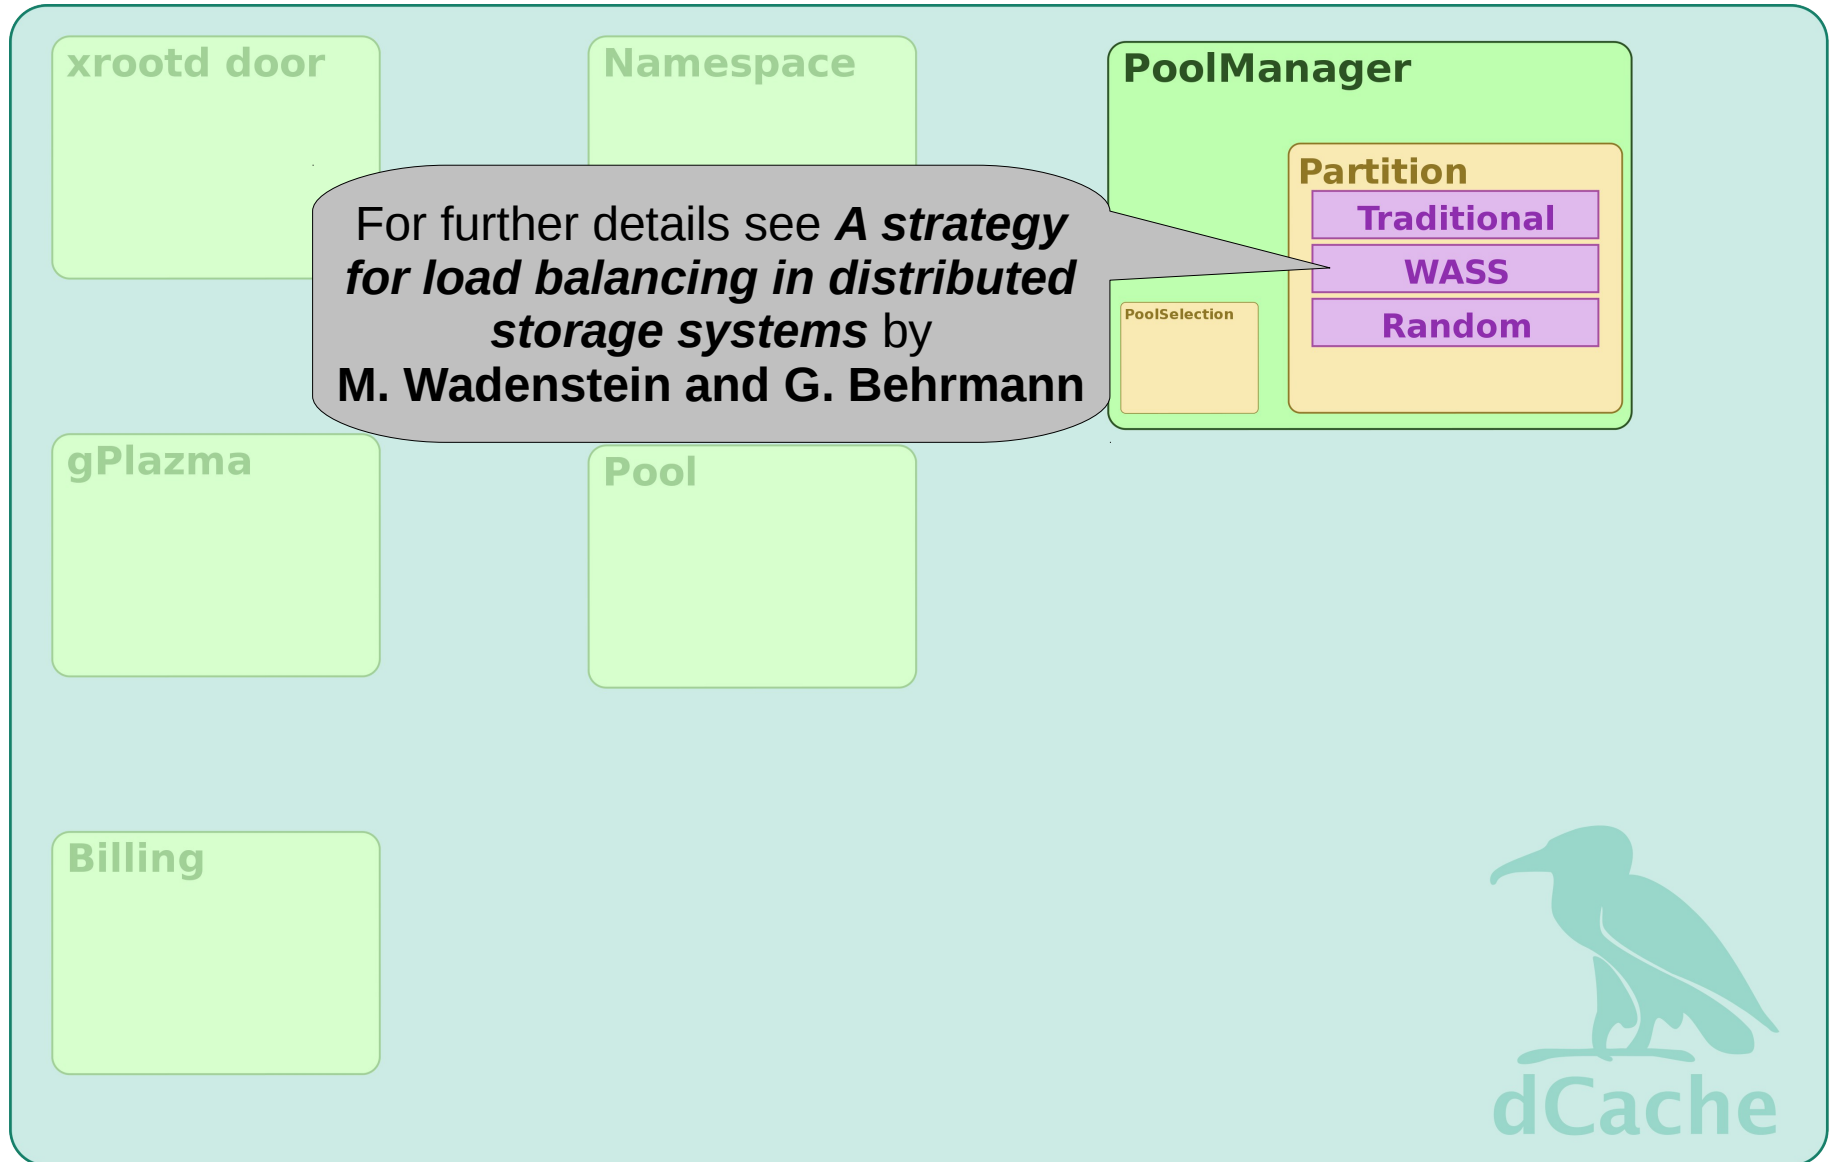 xrootd door
Namespace
PoolManager
Partition
Traditional
WASS
Random
PoolSelection
For further details see A strategy
for load balancing in distributed
storage systems by
M. Wadenstein and G. Behrmann
gPlazma
Pool
Billing
dCache